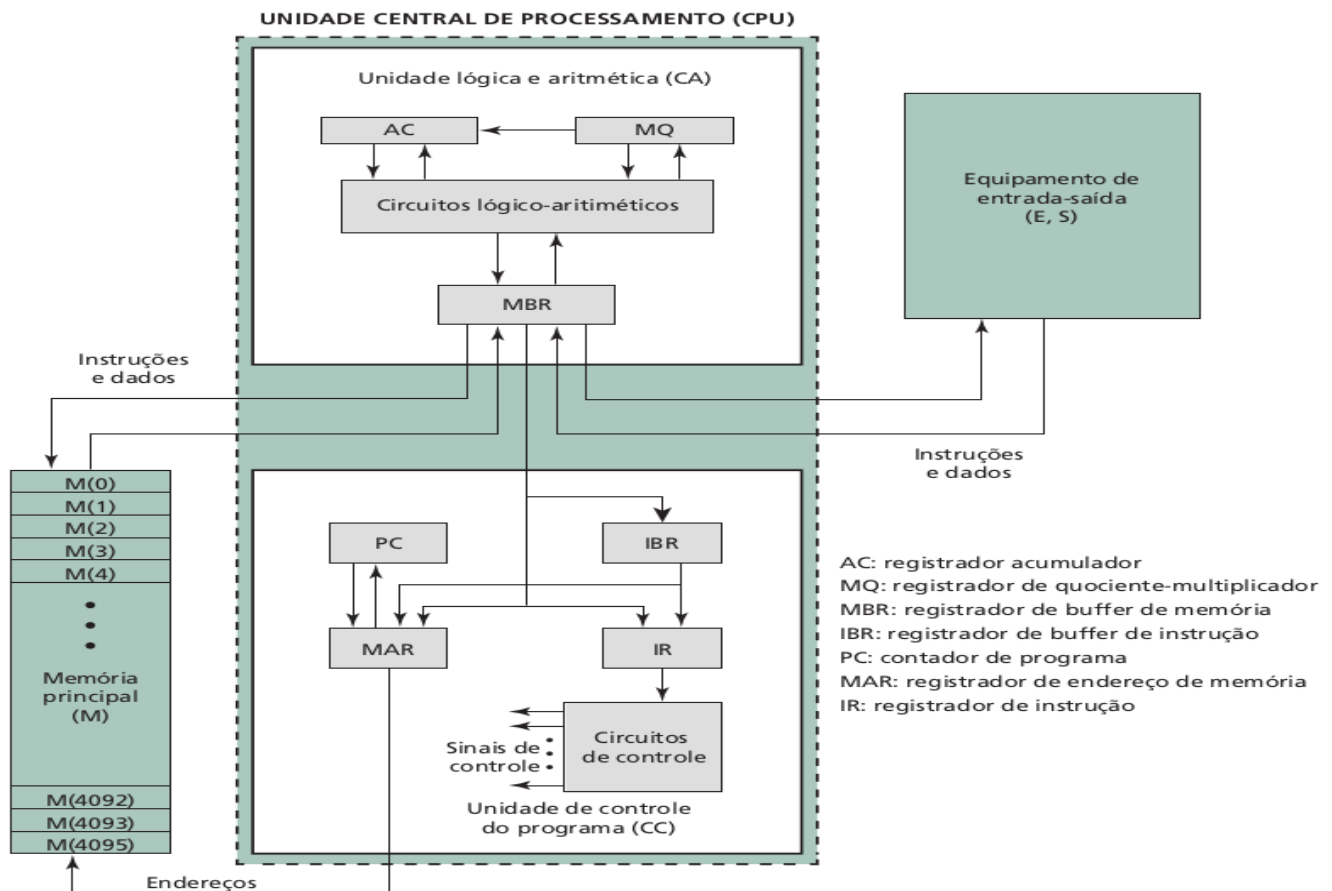 UNIDADE CENTRAL DE PROCESSAMENTO (CPU)
Unidade lógica e aritmética (CA)
AC
MQ
Circuitos lógico-aritiméticos
MBR
Equipamento de
entrada-saída
(E, S)
Instruções
e dados
Instruções
e dados
M(0)
M(1)
M(2)
M(3)
M(4)
Memória
principal
(M)
M(4092)
M(4093)
M(4095)
PC
IBR
MAR
IR
Sinais de
controle
Circuitos
de controle
Unidade de controle
do programa (CC)
AC: registrador acumulador
MQ: registrador de quociente-multiplicador
MBR: registrador de buffer de memória
IBR: registrador de buffer de instrução
PC: contador de programa
MAR: registrador de endereço de memória
IR: registrador de instrução
Endereços